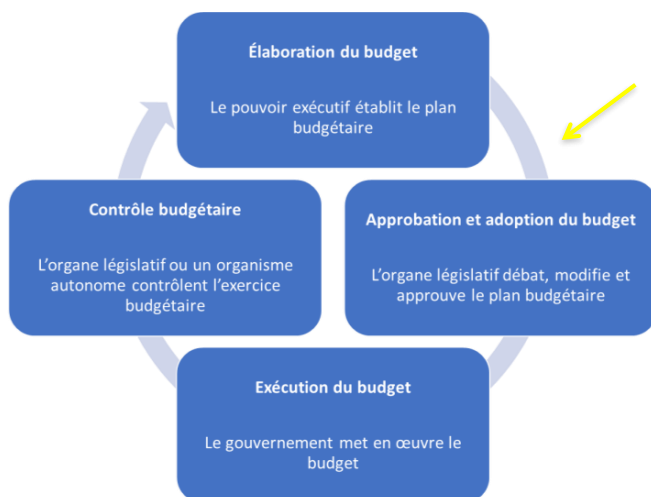 Élaboration du budget
Le pouvoir exécutif établit le plan
budgétaire
Approbation et adoption du budget
L'organe législatif débat, modifie et
approuve le plan budgétaire
Exécution du budget
Le gouvernement met en œuvre le
budget
Contrôle budgétaire
L'organe législatif ou un organisme
autonome contrôlent l'exercice
budgétaire